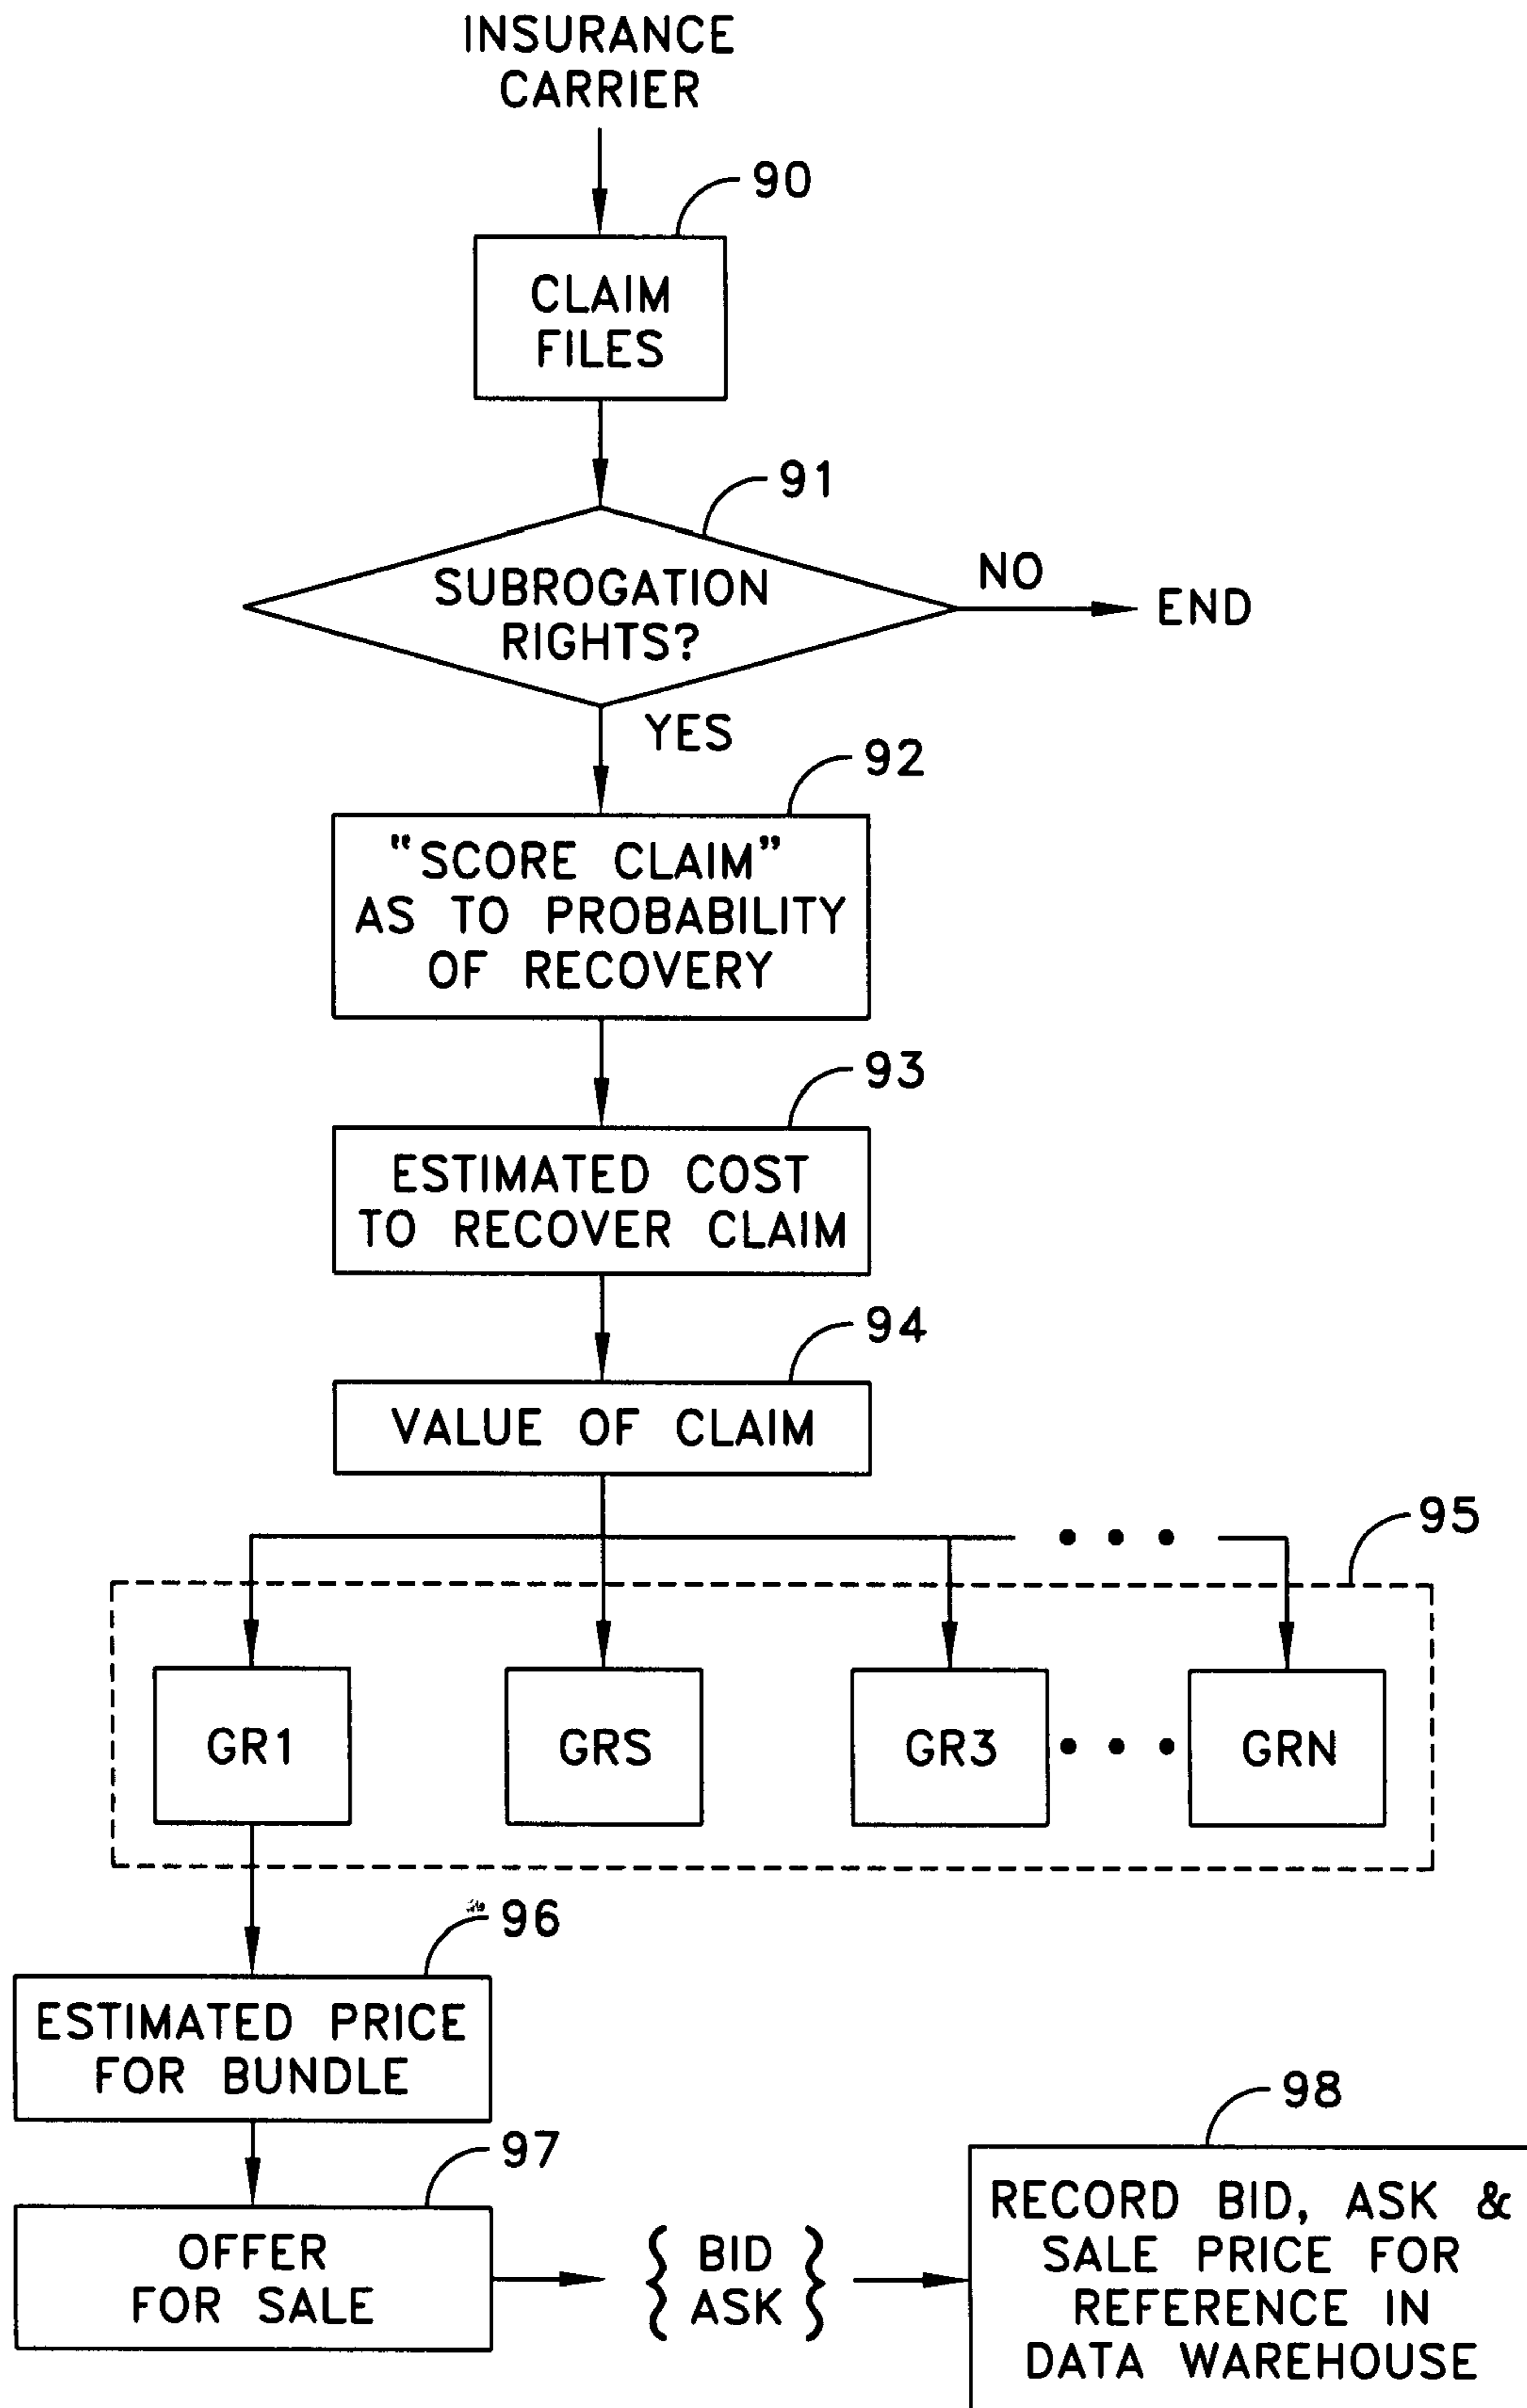 INSURANCE
CARRIER
90
CLAIM
FILES
91
SUBROGATION
RIGHTS?
NO
END
YES
92
"SCORE CLAIM”
AS TO PROBABILITY
OF RECOVERY
93
ESTIMATED COST
TO RECOVER CLAIM
94
VALUE OF CLAIM
95
GR1
GRS
GR3
GRN
96
ESTIMATED PRICE
FOR BUNDLE
97
OFFER
FOR SALE
BID
ASK
98
RECORD BID, ASK &
SALE PRICE FOR
REFERENCE IN
DATA WAREHOUSE